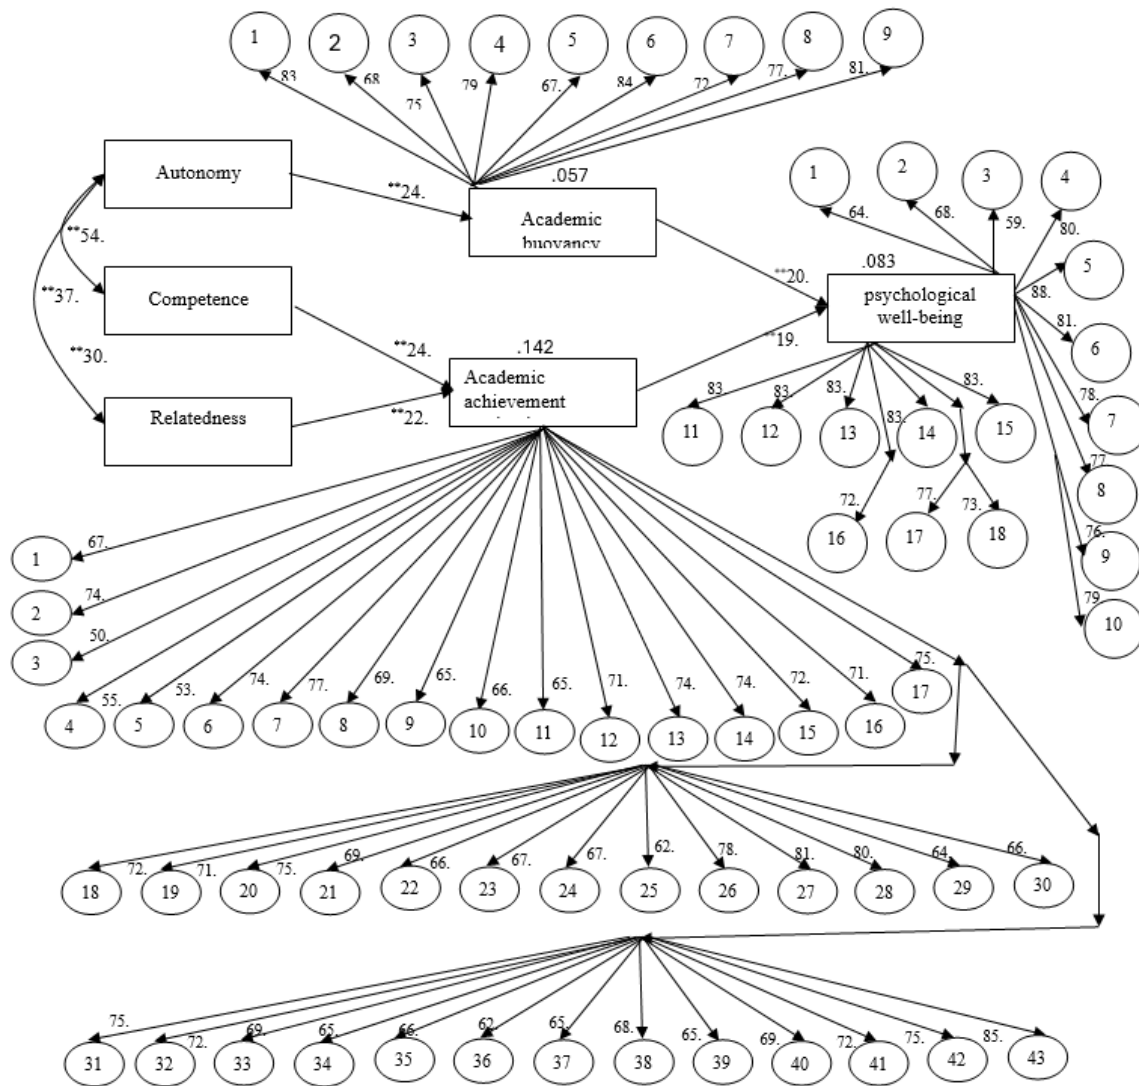 1 2 3 4 5 6 7 8 9
83 68 75 79 67. 84 72 77. 81.
Autonomy
**24.
.057
Academic
buoyancy
1 2 3 4
64. 68. 59. 80.
5
88.
6
81.
**54.
**37.
**30.
Competence
**24.
**20.
.083
psychological
well-being
**19.
.142
Academic
achievement
Relatedness
**22.
83. 83. 83. 83. 83.
11 12 13 14 15
78.
7
77
8
76.
9
79
10
72. 77. 73.
16 17 18
1
67.
2
74.
3
50.
55. 53. 74. 77. 69. 65. 66. 65. 71. 74. 74. 72. 71. 75.
4 5 6 7 8 9 10 11 12 13 14 15 16 17
72. 71. 75. 69. 66. 67. 67. 62. 78. 81. 80. 64. 66.
18 19 20 21 22 23 24 25 26 27 28 29 30
75. 72. 69. 65. 66. 62. 65. 68. 65. 69. 72. 75. 85.
31 32 33 34 35 36 37 38 39 40 41 42 43